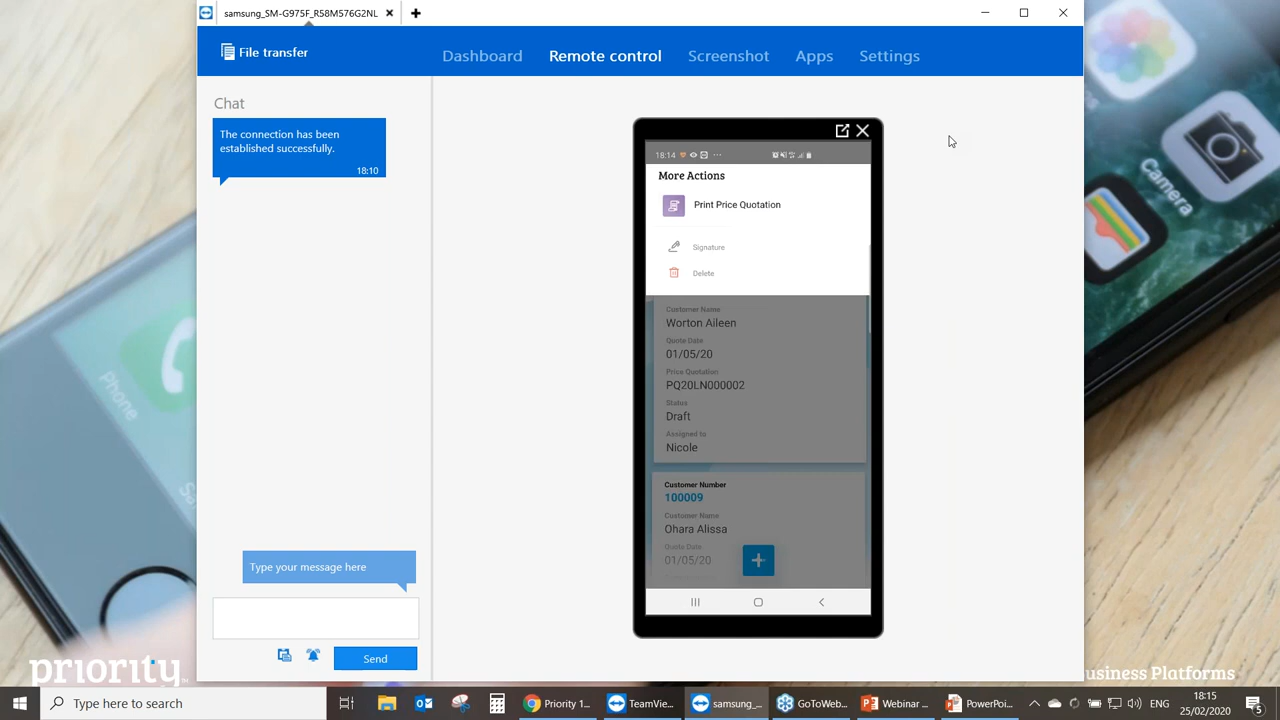 samsung_SM-G975F_R58M576G2NL
File transfer
Dashboard
Remote control
Screenshot
Apps
Settings
Chat
The connection has been
established successfully.
18:10
18:14
More Actions
Print Price Quotation
Signature
Delete
Customer Name
Worton Aileen
Quote Date
01/05/20
Price Quotation
PQ20LN000002
Status
Draft
Assigned to
Nicole
Customer Number
100009
Customer Name
Ohara Alissa
Quote Date
01/05/20
Type your message here
Send
Phone
Camera
priority
usiness Platforms
Type here to search
Priority 1...
TeamVie...
samsung_...
GoToWeb...
Webinar ...
PowerPoi...
ENG
18:15
25/02/2020
5